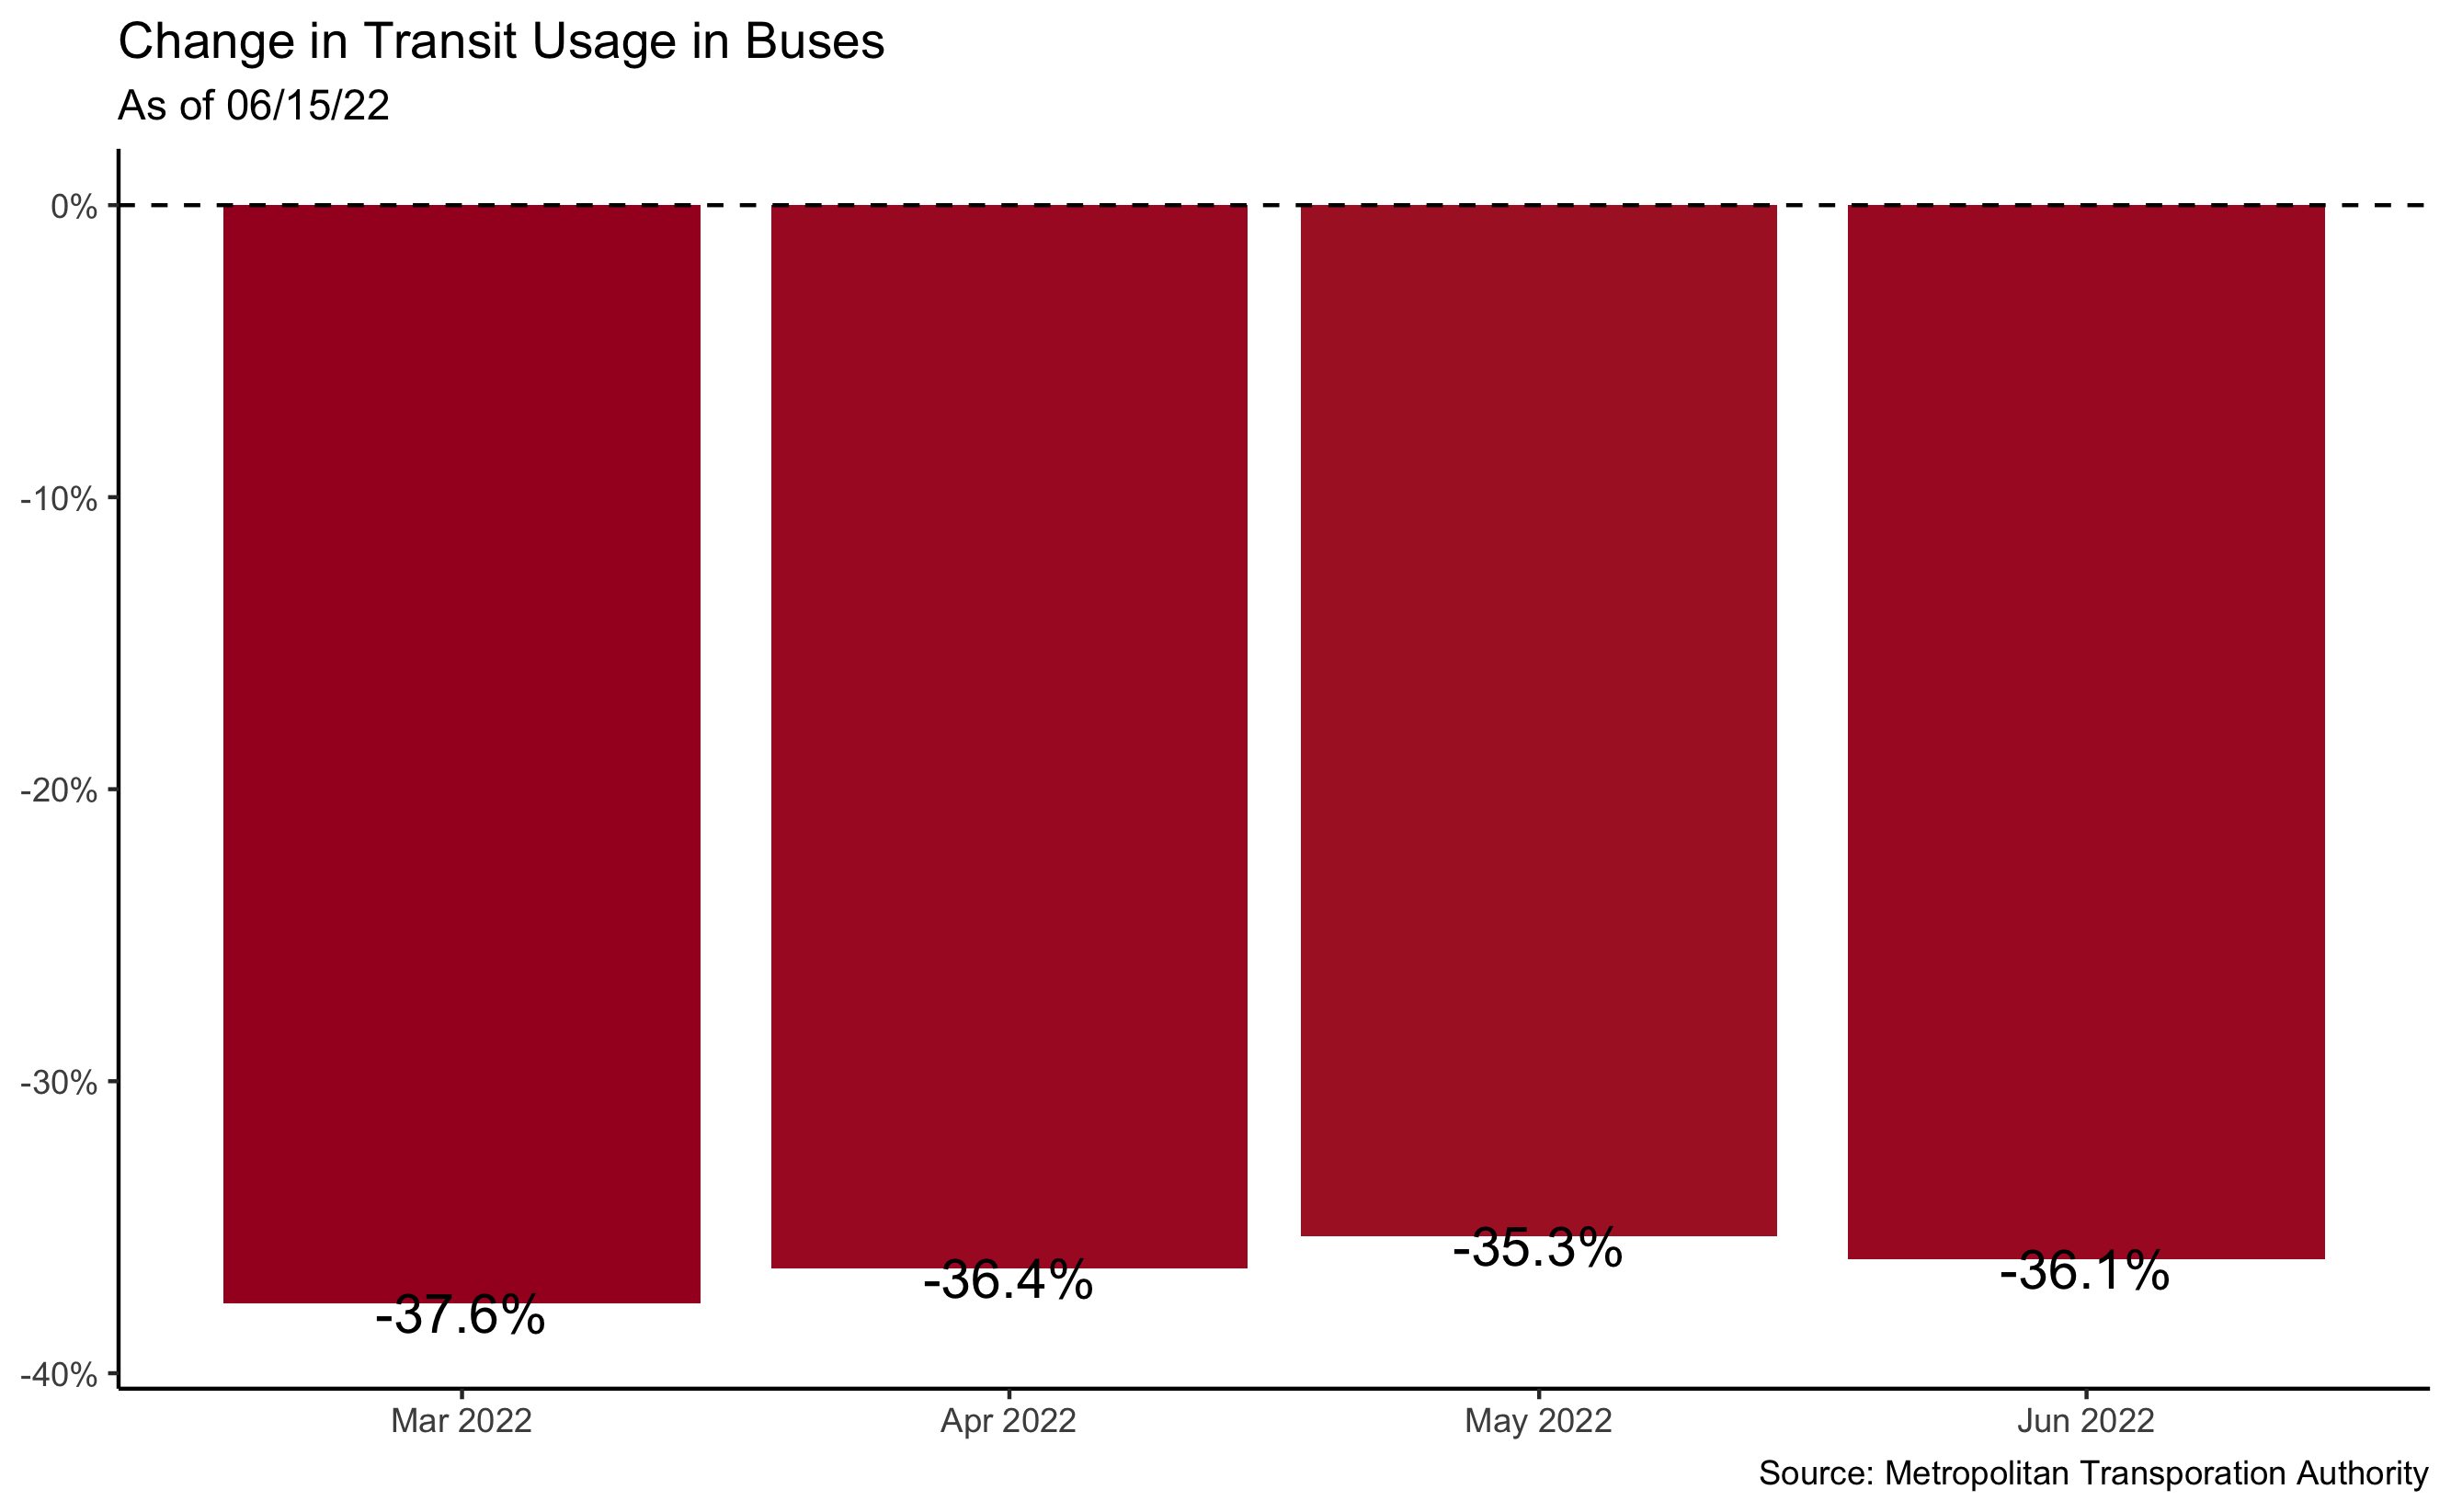 Change in Transit Usage in Buses
As of 06/15/22
0%
-10%
-20%
-30%
-40%
-37.6%
-36.4%
-35.3%
-36.1%
Mar 2022
Apr 2022
May 2022
Jun 2022
Source: Metropolitan Transporation Authority